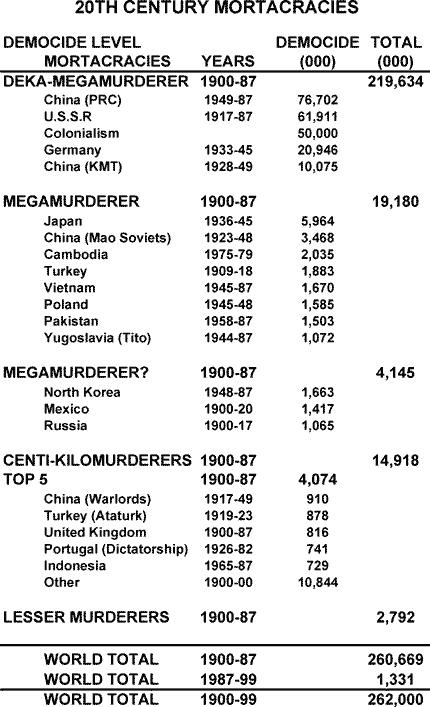 20TH CENTURY MORTACRACIES
DEMOCIDE LEVEL DEMOCIDE TOTAL
MORTACRACIES YEARS (000) (000)
DEKA-MEGAMURDERER 1900-87 219,634
China (PRC) 1949-87 76,702
U.S.S.R 1917-87 61,911
Colonialism 50,000
Germany 1933-45 20,946
China (KMT) 1928-49 10,075
MEGAMURDERER 1900-87 19,180
Japan 1936-45 5,964
China (Mao Soviets) 1923-48 3,468
Cambodia 1975-79 2,035
Turkey 1909-18 1,883
Vietnam 1945-87 1,670
Poland 1945-48 1,585
Pakistan 1958-87 1,503
Yugoslavia (Tito) 1944-87 1,072
MEGAMURDERER? 1900-87 4,145
North Korea 1948-87 1,663
Mexico 1900-20 1,417
Russia 1900-17 1,065
CENTI-KILOMURDERERS 1900-87 14,918
TOP 5 1900-87 4,074
China (Warlords) 1917-49 910
Turkey (Ataturk) 1919-23 878
United Kingdom 1900-87 816
Portugal (Dictatorship) 1926-82 741
Indonesia 1965-87 729
Other 1900-00 10,844
LESSER MURDERERS 1900-87 2,792
WORLD TOTAL 1900-87 260,669
WORLD TOTAL 1987-99 1,331
WORLD TOTAL 1900-99 262,000